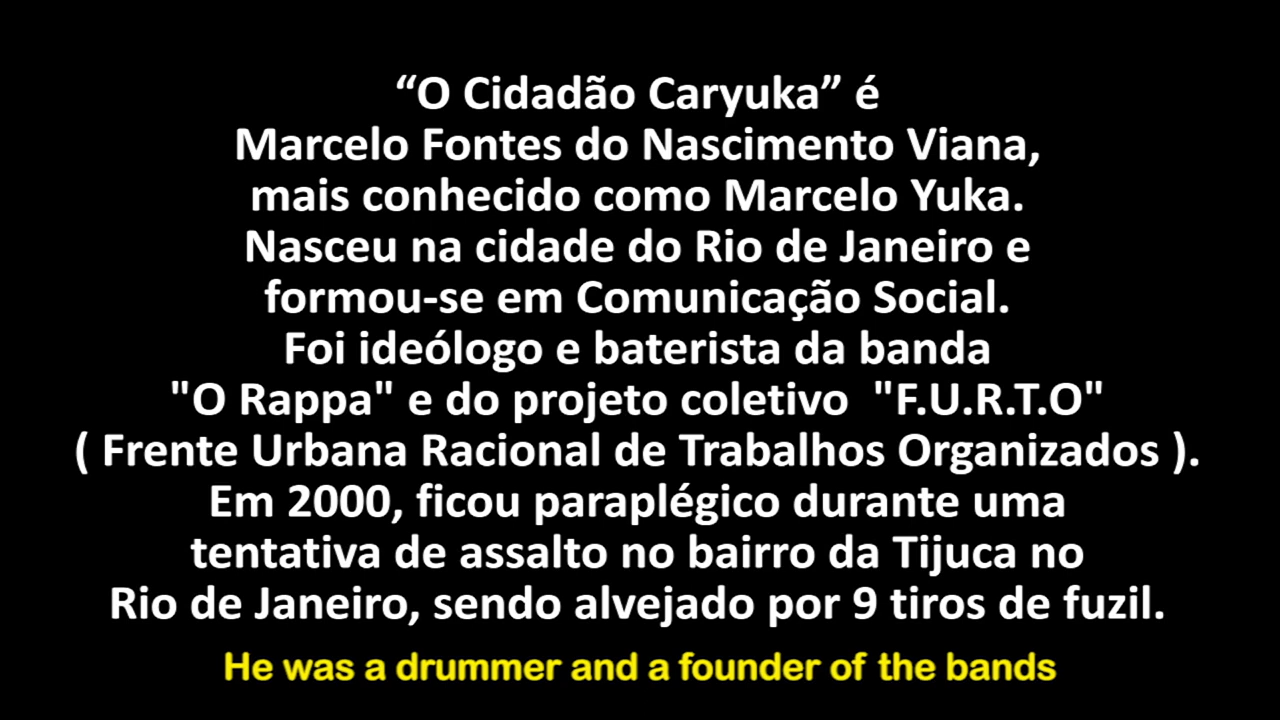 “O Cidadão Caryuka” é
Marcelo Fontes do Nascimento Viana,
mais conhecido como Marcelo Yuka.
Nasceu na cidade do Rio de Janeiro e
formou-se em Comunicação Social.
Foi ideólogo e baterista da banda
"O Rappa" e do projeto coletivo  "F.U.R.T.O"
( Frente Urbana Racional de Trabalhos Organizados ).
Em 2000, ficou paraplégico durante uma
tentativa de assalto no bairro da Tijuca no
Rio de Janeiro, sendo alvejado por 9 tiros de fuzil.
He was a drummer and a founder of the bands